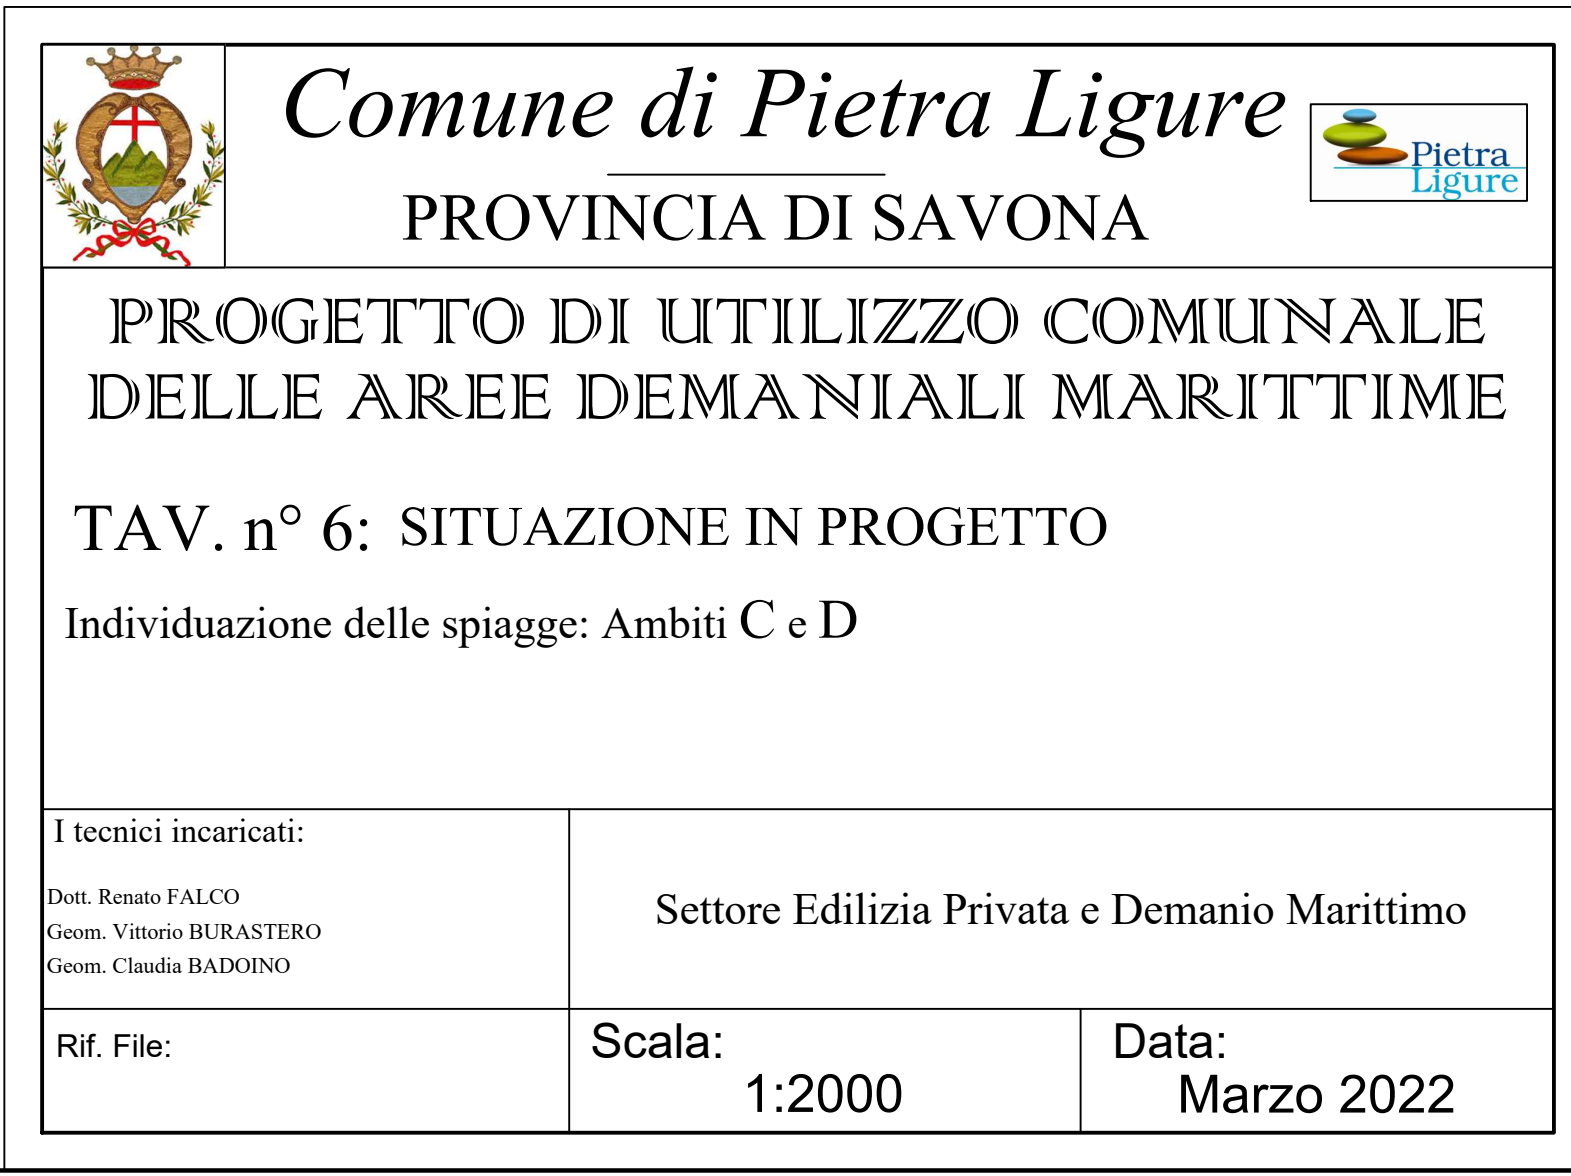 Comune di Pietra Ligure
Pietra
Ligure
PROVINCIA DI SAVONA
PROGETTO DI UTILIZZO COMUNALE
DELLE AREE DEMANIALI MARITTIME
TAV. n° 6: SITUAZIONE IN PROGETTO
Individuazione delle spiagge: Ambiti C e D
I tecnici incaricati:
Dott. Renato FALCO
Geom. Vittorio BURASTERO
Geom. Claudia BADOINO
Settore Edilizia Privata e Demanio Marittimo
Rif. File:
Scala:
1:2000
Data:
Marzo 2022